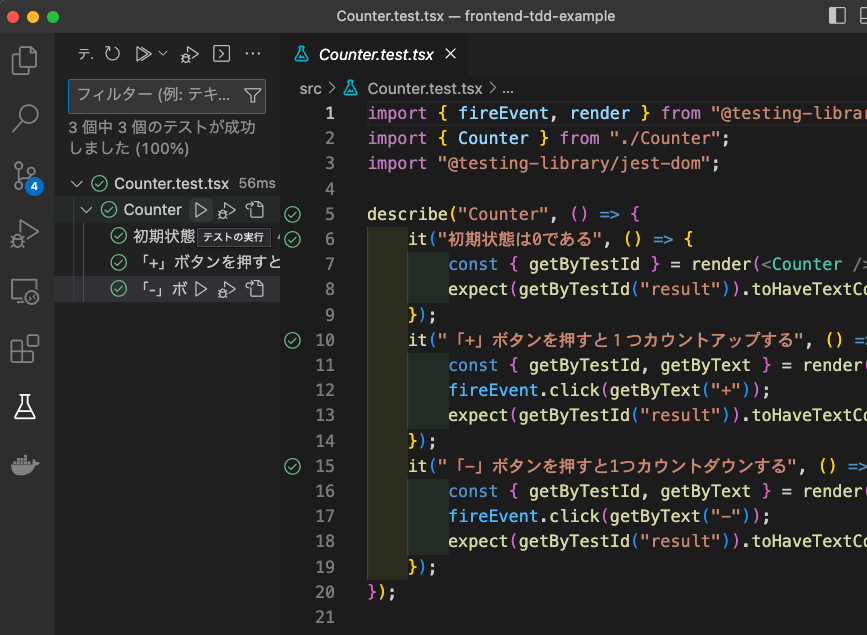 Counter.test.tsx — frontend-tdd-example
テ.
Counter.test.tsx
フィルター (例: テキ...
3 個中 3 個のテストが成功
しました (100%)
Counter.test.tsx 56ms
Counter
初期状態
テストの実行
「+」ボタンを押すと
「-」ボ
4
src > Counter.test.tsx > ...
1 import { fireEvent, render } from "@testing-librar
2 import { Counter } from "./Counter";
3 import "@testing-library/jest-dom";
4
5 describe("Counter", () => {
6 it("初期状態は0である", () => {
7 const { getByTestId } = render(<Counter />
8 expect(getByTestId("result")).toHaveTextCo
9 });
10 it("「+」ボタンを押すと１つカウントアップする", () =>
11 const { getByTestId, getByText } = render(
12 fireEvent.click(getByText("+"));
13 expect(getByTestId("result")).toHaveTextCo
14 });
15 it("「-」ボタンを押すと1つカウントダウンする", () =>
16 const { getByTestId, getByText } = render(
17 fireEvent.click(getByText("-"));
18 expect(getByTestId("result")).toHaveTextCo
19 });
20 });
21